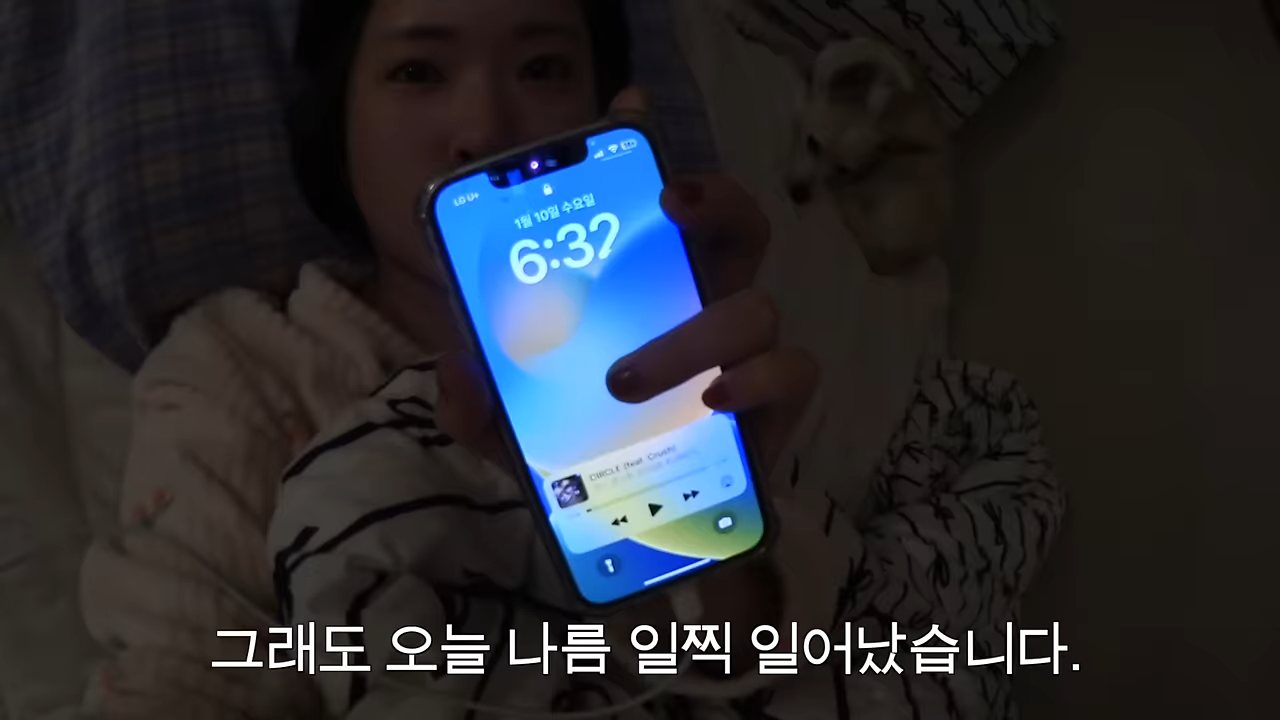 LG U+
1월 10일 수요일
6:32
CIRCLE (feat. Crush)
그래도 오늘 나름 일찍 일어났습니다.